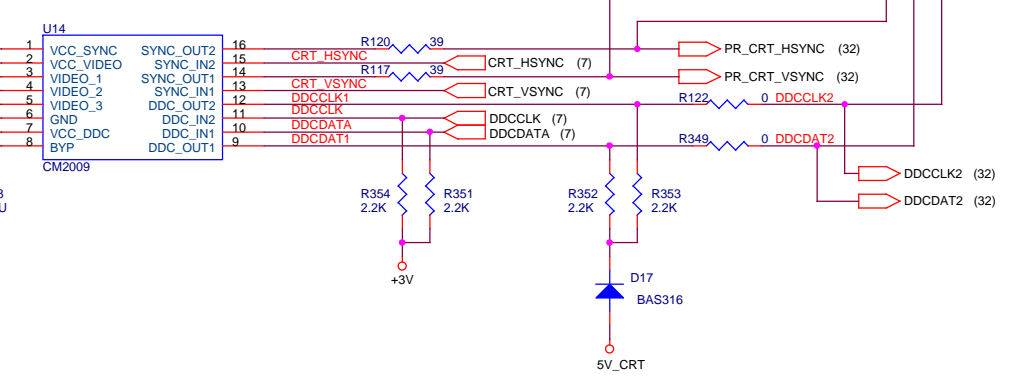 U14
1 VCC_SYNC SYNC_OUT2 16
2 VCC_VIDEO SYNC_IN2 15
3 VIDEO_1 SYNC_OUT1 14
4 VIDEO_2 SYNC_IN1 13
5 VIDEO_3 DDC_OUT2 12
6 GND DDC_IN2 11
7 VCC_DDC DDC_IN1 10
8 BYP DDC_OUT1 9
CM2009
R120 39
CRT_HSYNC
R117 39
CRT_VSYNC
DDCCLK1
DDCCLK
DDCDATA
DDCDAT1
CRT_HSYNC (7)
CRT_VSYNC (7)
DDCCLK (7)
DDCDATA (7)
PR_CRT_HSYNC (32)
PR_CRT_VSYNC (32)
R122 0 DDCCLK2
R349 0 DDCDAT2
DDCCLK2 (32)
DDCDAT2 (32)
R354
2.2K
R351
2.2K
R352
2.2K
R353
2.2K
+3V
D17
BAS316
5V_CRT
U